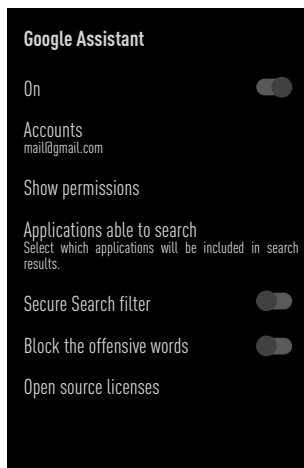 Google Assistant
On
Accounts
mail@gmail.com
Show permissions
Applications able to search
Select which applications will be included in search
results.
Secure Search filter
Block the offensive words
Open source licenses